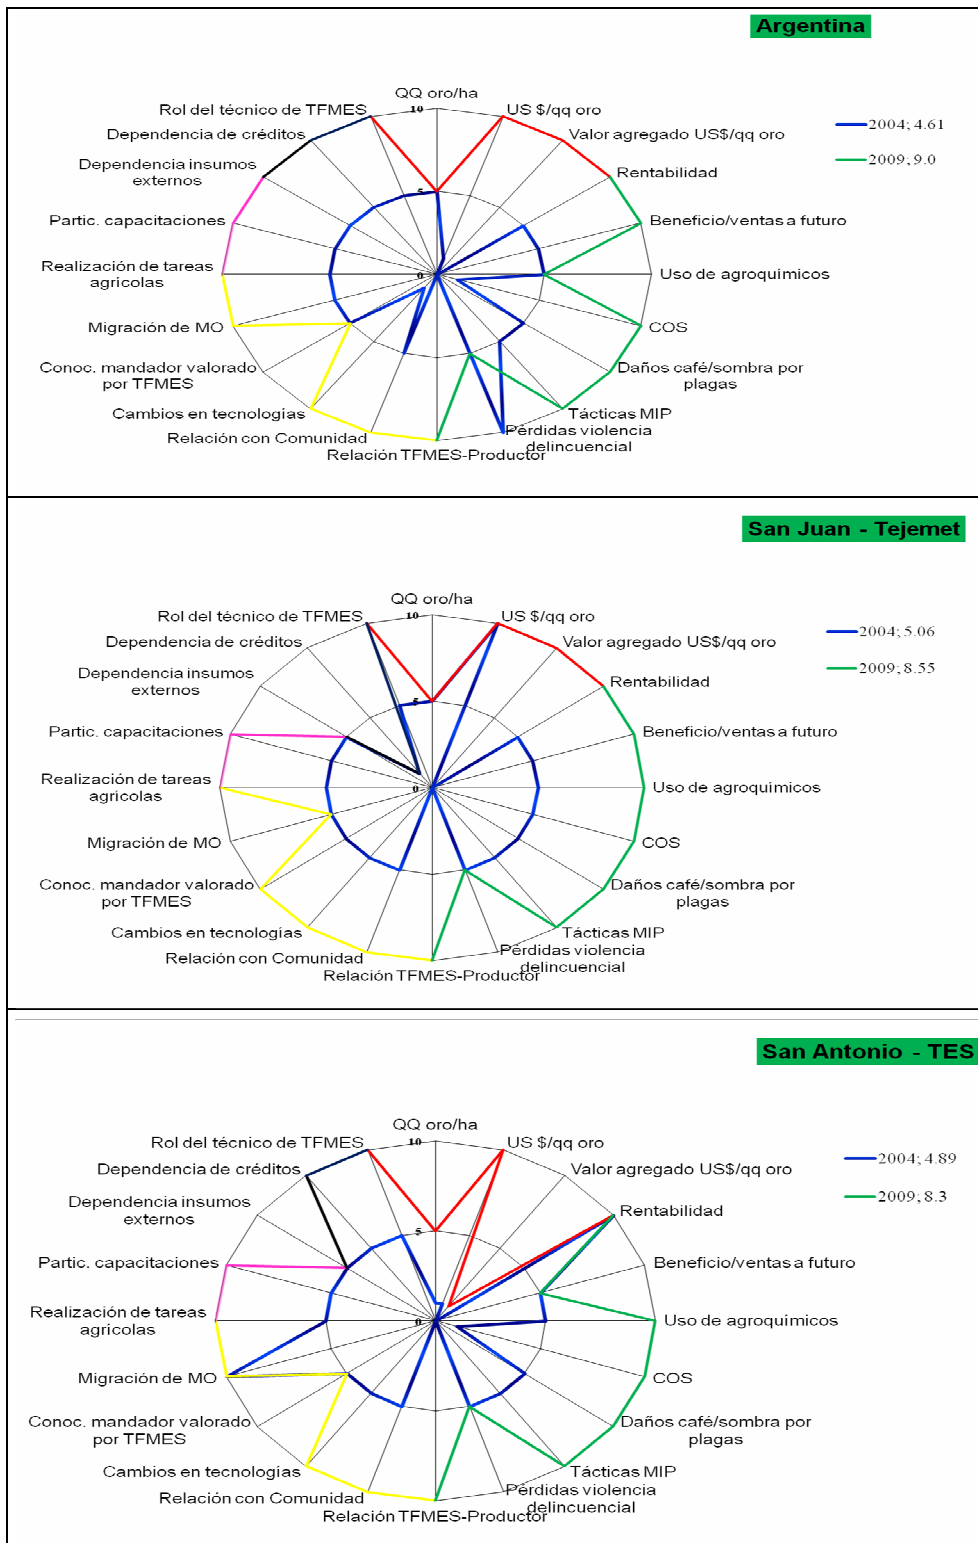 Argentina
QQ oro/ha
10
US $/qq oro
Valor agregado US$/qq oro
Rentabilidad
Beneficio/ventas a futuro
Uso de agroquímicos
COS
Daños café/sombra por
plagas
Tácticas MIP
Pérdidas violencia
delincuencial
Relación TFMES-Productor
Relación con Comunidad
Cambios en tecnologías
Conoc. mandador valorado
por TFMES
Migración de MO
Realización de tareas
agrícolas
Partic. capacitaciones
Dependencia insumos
externos
Dependencia de créditos
Rol del técnico de TFMES
5
0
2004; 4.61
2009; 9.0
San Juan - Tejemet
QQ oro/ha
10
US $/qq oro
Valor agregado US$/qq oro
Rentabilidad
Beneficio/ventas a futuro
Uso de agroquímicos
COS
Daños café/sombra por
plagas
Tácticas MIP
Pérdidas violencia
delincuencial
Relación TFMES-Productor
Relación con Comunidad
Cambios en tecnologías
Conoc. mandador valorado
por TFMES
Migración de MO
Realización de tareas
agrícolas
Partic. capacitaciones
Dependencia insumos
externos
Dependencia de créditos
Rol del técnico de TFMES
5
0
2004; 5.06
2009; 8.55
San Antonio - TES
QQ oro/ha
10
US $/qq oro
Valor agregado US$/qq oro
Rentabilidad
Beneficio/ventas a futuro
Uso de agroquímicos
COS
Daños café/sombra por
plagas
Tácticas MIP
Pérdidas violencia
delincuencial
Relación TFMES-Productor
Relación con Comunidad
Cambios en tecnologías
Conoc. mandador valorado
por TFMES
Migración de MO
Realización de tareas
agrícolas
Partic. capacitaciones
Dependencia insumos
externos
Dependencia de créditos
Rol del técnico de TFMES
5
0
2004; 4.89
2009; 8.3